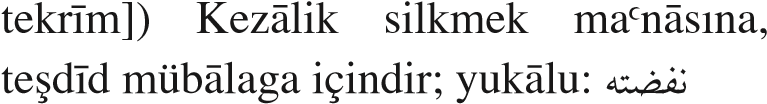 tekrīm]) Kezālik silkmek maʿnāsına,
teşdīd mübālaga içindir; yukālu: نفضته